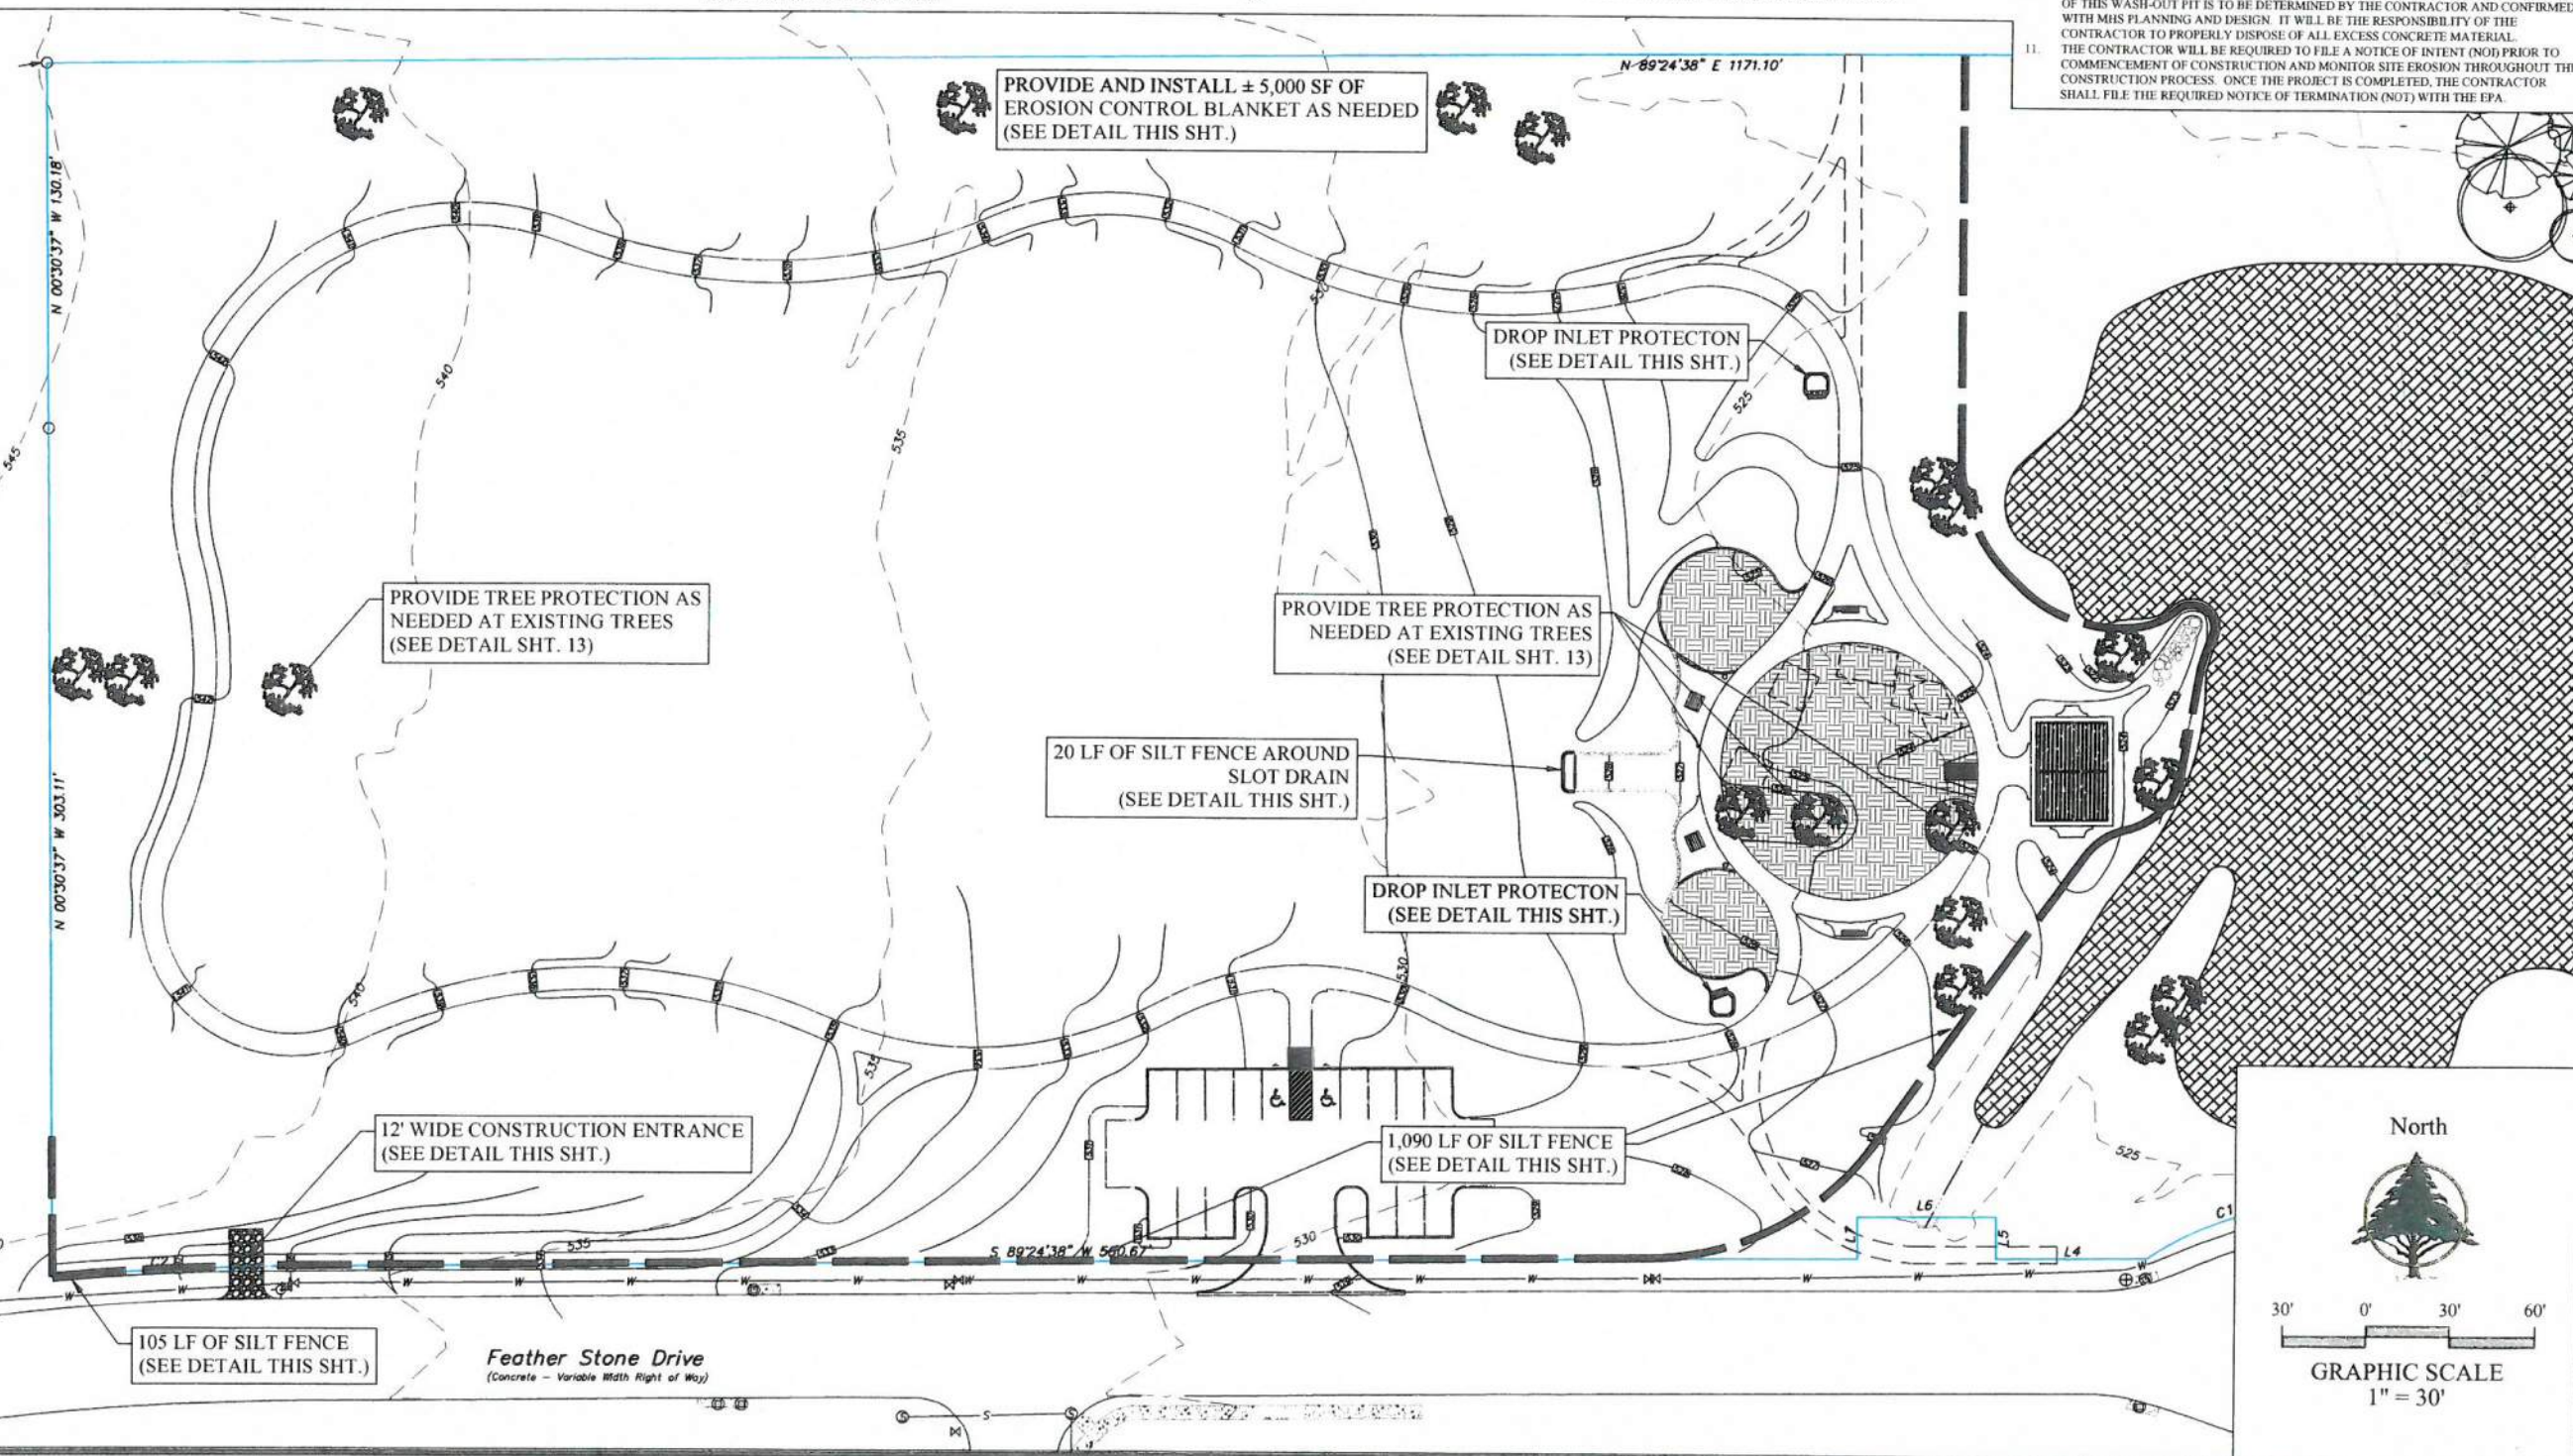 OF THIS WASH-OUT PIT IS TO BE DETERMINED BY THE CONTRACTOR AND CONFIRMED
WITH MHS PLANNING AND DESIGN. IT WILL BE THE RESPONSIBILITY OF THE
CONTRACTOR TO PROPERLY DISPOSE OF ALL EXCESS CONCRETE MATERIAL.
11. THE CONTRACTOR WILL BE REQUIRED TO FILE A NOTICE OF INTENT (NOI) PRIOR TO
COMMENCEMENT OF CONSTRUCTION AND MONITOR SITE EROSION THROUGHOUT THE
CONSTRUCTION PROCESS. ONCE THE PROJECT IS COMPLETED, THE CONTRACTOR
SHALL FILE THE REQUIRED NOTICE OF TERMINATION (NOT) WITH THE EPA.
N 89°24'38" E 1171.10'
PROVIDE AND INSTALL ± 5,000 SF OF
EROSION CONTROL BLANKET AS NEEDED
(SEE DETAIL THIS SHT.)
N 00°30'37" W 130.18'
530
DROP INLET PROTECTON
(SEE DETAIL THIS SHT.)
540
525
535
545
PROVIDE TREE PROTECTION AS
NEEDED AT EXISTING TREES
(SEE DETAIL SHT. 13)
PROVIDE TREE PROTECTION AS
NEEDED AT EXISTING TREES
(SEE DETAIL SHT. 13)
20 LF OF SILT FENCE AROUND
SLOT DRAIN
(SEE DETAIL THIS SHT.)
N 00°30'37" W 303.11'
DROP INLET PROTECTON
(SEE DETAIL THIS SHT.)
530
540
535
12' WIDE CONSTRUCTION ENTRANCE
(SEE DETAIL THIS SHT.)
1,090 LF OF SILT FENCE
(SEE DETAIL THIS SHT.)
525
North
L6
C1
L7
L5
L4
535
530
S 89°24'38" W 560.67'
C2
W W W W W W W W W W W W W W W W W W
105 LF OF SILT FENCE
(SEE DETAIL THIS SHT.)
Feather Stone Drive
(Concrete - Variable Width Right of Way)
S S S
30' 0' 30' 60'
GRAPHIC SCALE
1" = 30'